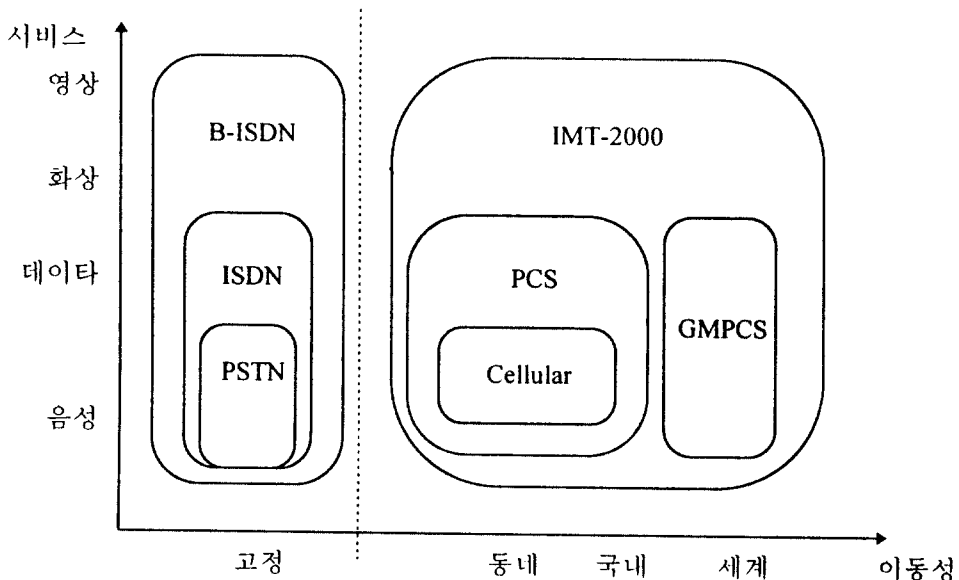 서비스
영상
B-ISDN
IMT-2000
화상
데이타
ISDN
PCS
GMPCS
PSTN
Cellular
음성
고정
동네
국내
세계
이동성